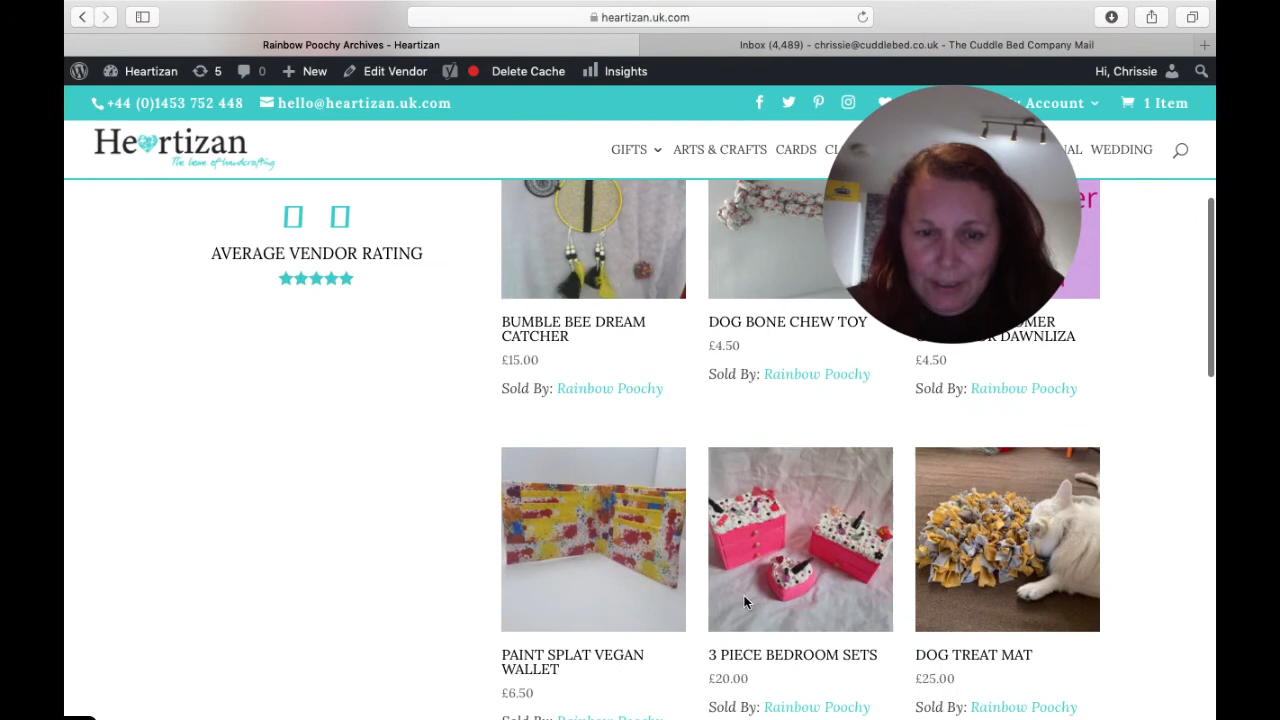 heartizan.uk.com
Rainbow Poochy Archives - Heartizan
Inbox (4,489) - chrissie@cuddlebed.co.uk - The Cuddle Bed Company Mail
Heartizan 5 0 New Edit Vendor Delete Cache Insights Hi, Chrissie
+44 (0)1453 752 448 hello@heartizan.uk.com Account 1 Item
Heartizan
The home of handcrafting
GIFTS ARTS & CRAFTS CARDS WEDDING
AVERAGE VENDOR RATING
BUMBLE BEE DREAM
CATCHER
£15.00
Sold By: Rainbow Poochy
DOG BONE CHEW TOY
£4.50
Sold By: Rainbow Poochy
DAWNLIZA
£4.50
Sold By: Rainbow Poochy
PAINT SPLAT VEGAN
WALLET
£6.50
Sold By: Rainbow Poochy
3 PIECE BEDROOM SETS
£20.00
Sold By: Rainbow Poochy
DOG TREAT MAT
£25.00
Sold By: Rainbow Poochy